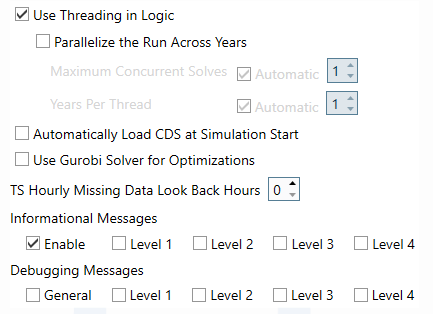 Use Threading in Logic
Parallelize the Run Across Years
Maximum Concurrent Solves Automatic 1
Years Per Thread Automatic 1
Automatically Load CDS at Simulation Start
Use Gurobi Solver for Optimizations
TS Hourly Missing Data Look Back Hours 0
Informational Messages
Enable Level 1 Level 2 Level 3 Level 4
Debugging Messages
General Level 1 Level 2 Level 3 Level 4